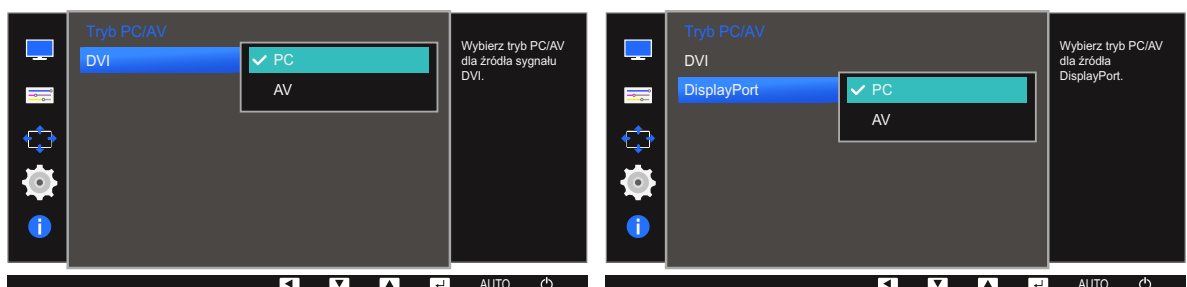 Tryb PC/AV
DVI
PC
AV
Wybierz tryb PC/AV
dla źródła sygnału
DVI.
AUTO
Tryb PC/AV
DVI
DisplayPort
PC
AV
Wybierz tryb PC/AV
dla źródła
DisplayPort.
AUTO